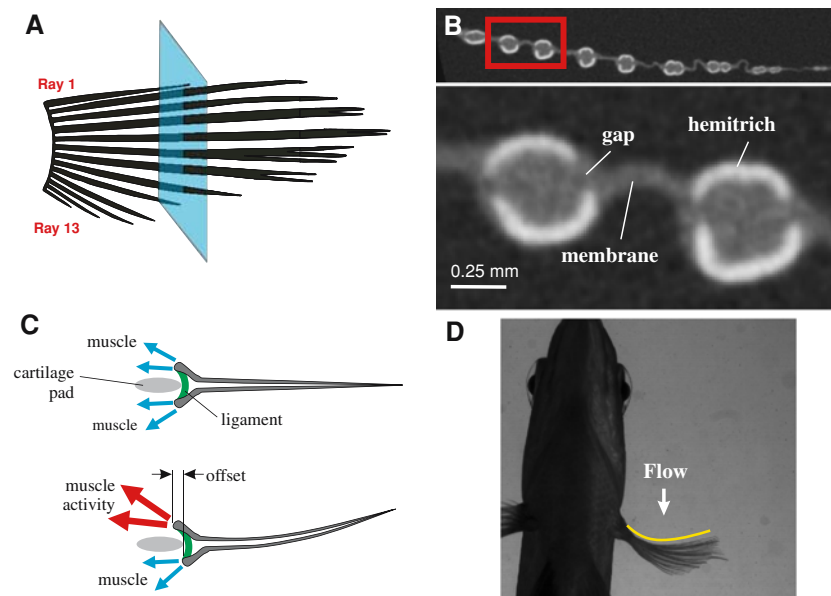 A
Ray 1
Ray 13
B
gap
hemitrich
membrane
0.25 mm
C
muscle
cartilage
pad
muscle
ligament
offset
muscle
activity
muscle
D
Flow